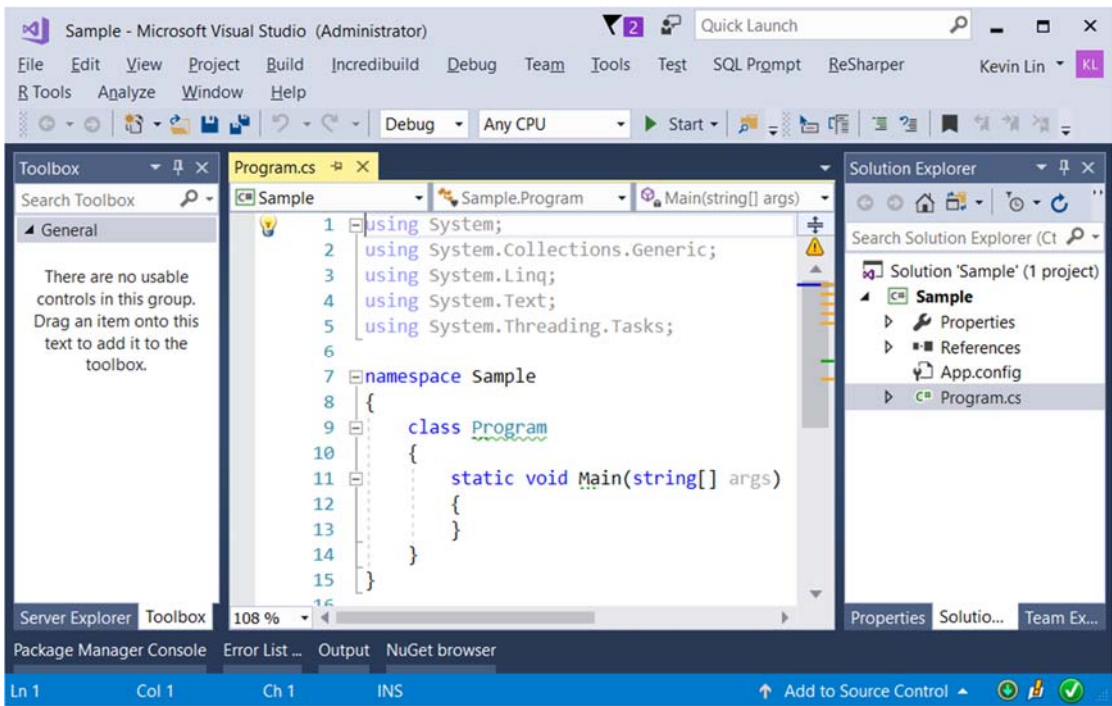 Sample - Microsoft Visual Studio (Administrator) 2 Quick Launch
File Edit View Project Build Incredibuild Debug Team Tools Test SQL Prompt ReSharper Kevin Lin KL
R Tools Analyze Window Help
Debug Any CPU Start
Toolbox
Search Toolbox
General
There are no usable
controls in this group.
Drag an item onto this
text to add it to the
toolbox.
Server Explorer Toolbox
Program.cs
C# Sample Sample.Program Main(string[] args)
1 using System;
2 using System.Collections.Generic;
3 using System.Linq;
4 using System.Text;
5 using System.Threading.Tasks;
6
7 namespace Sample
8 {
9 class Program
10 {
11 static void Main(string[] args)
12 {
13 }
14 }
15 }
16
108 %
Solution Explorer
Search Solution Explorer (Ct
Solution 'Sample' (1 project)
C# Sample
Properties
References
App.config
C# Program.cs
Properties Solutio... Team Ex...
Package Manager Console Error List ... Output NuGet browser
Ln 1 Col 1 Ch 1 INS Add to Source Control